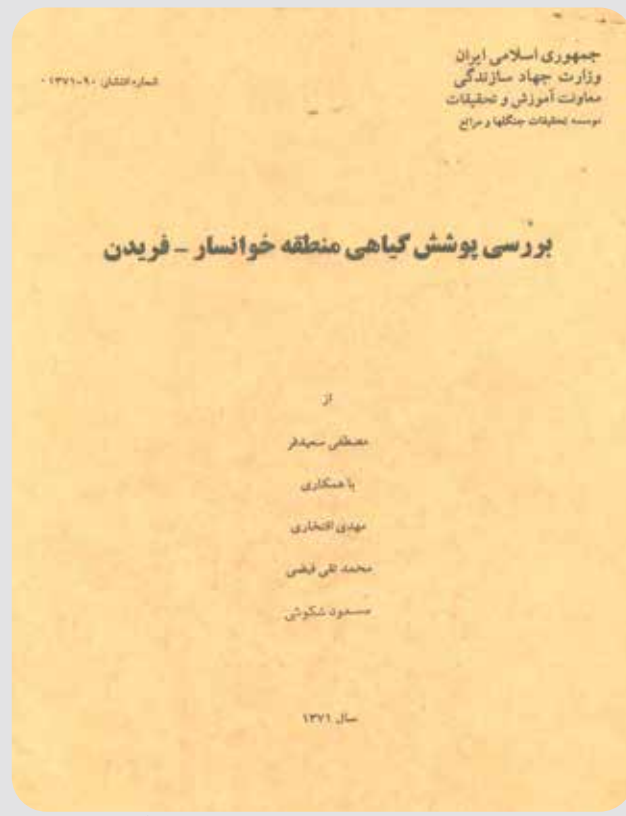 جمهوری اسلامی ایران
وزارت جهاد سازندگی
معاونت آموزش و تحقیقات
موسسه تحقیقات جنگلها و مراتع
شماره انتشار: ۹۰-۱۳۷۱
بررسی پوشش گیاهی منطقه خوانسار - فریدن
از
مصطفی سعیدفر
با همکاری
مهدی افتخاری
محمد تقی فیضی
مسعود شکوئی
سال ۱۳۷۱